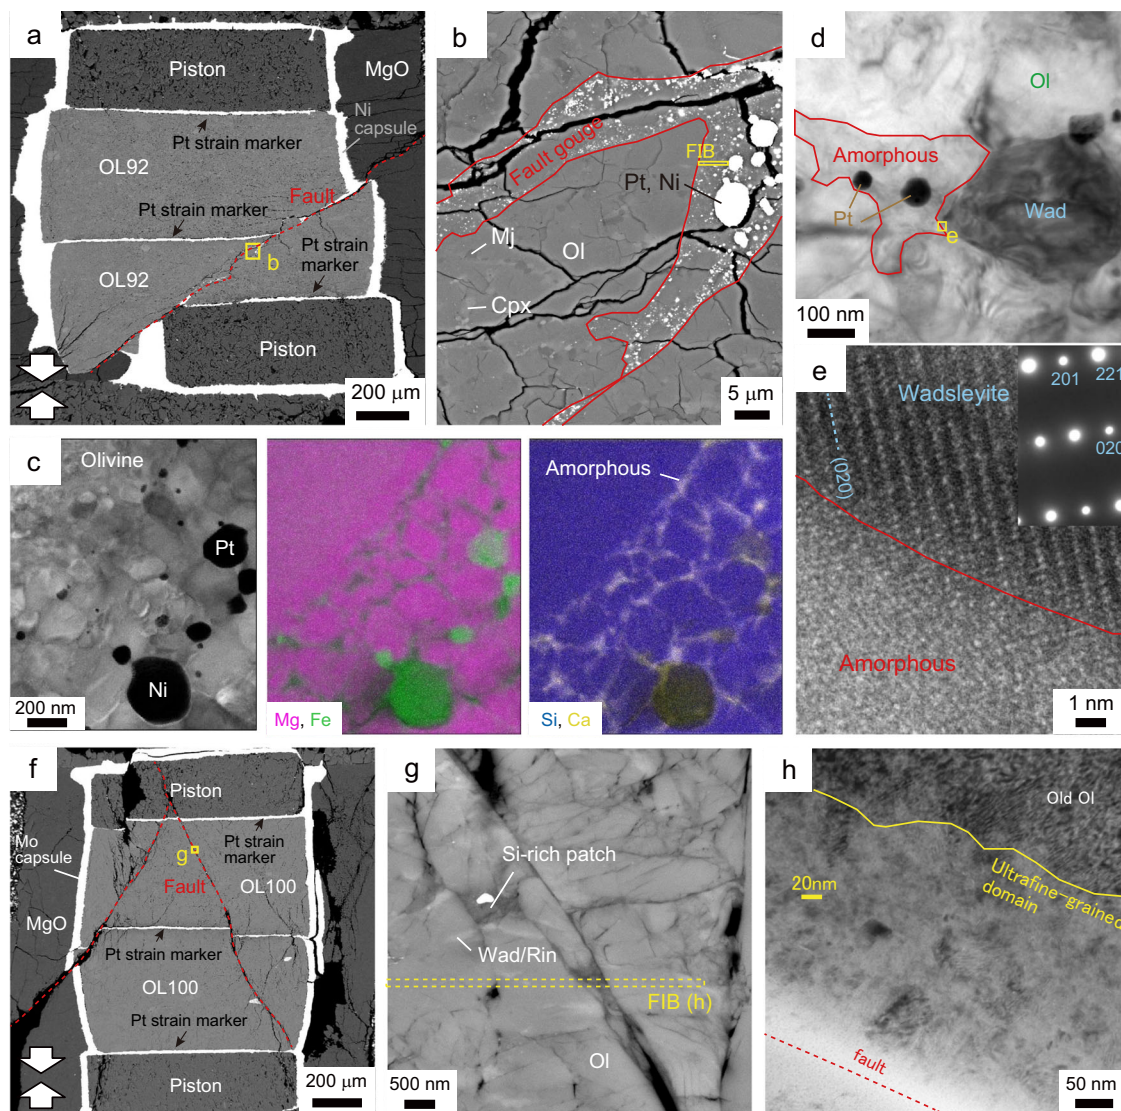 a
Piston
MgO
Ni
capsule
Pt strain marker
OL92
Fault
Pt strain marker
Pt strain
marker
b
OL92
Piston
200 μm
b
Fault gouge
FIB
Pt, Ni
Mj
Ol
Cpx
5 μm
d
Ol
Amorphous
Pt
Wad
e
100 nm
e
Wadsleyite
201
221
020
(020)
Amorphous
1 nm
c
Olivine
Pt
Ni
200 nm
Mg, Fe
Amorphous
Si, Ca
f
Piston
Mo
capsule
Pt strain
marker
g
Fault
OL100
MgO
Pt strain marker
OL100
Pt strain marker
Piston
200 μm
g
Si-rich patch
Wad/Rin
FIB (h)
Ol
500 nm
h
Old Ol
20nm
Ultrafine-grained
domain
fault
50 nm